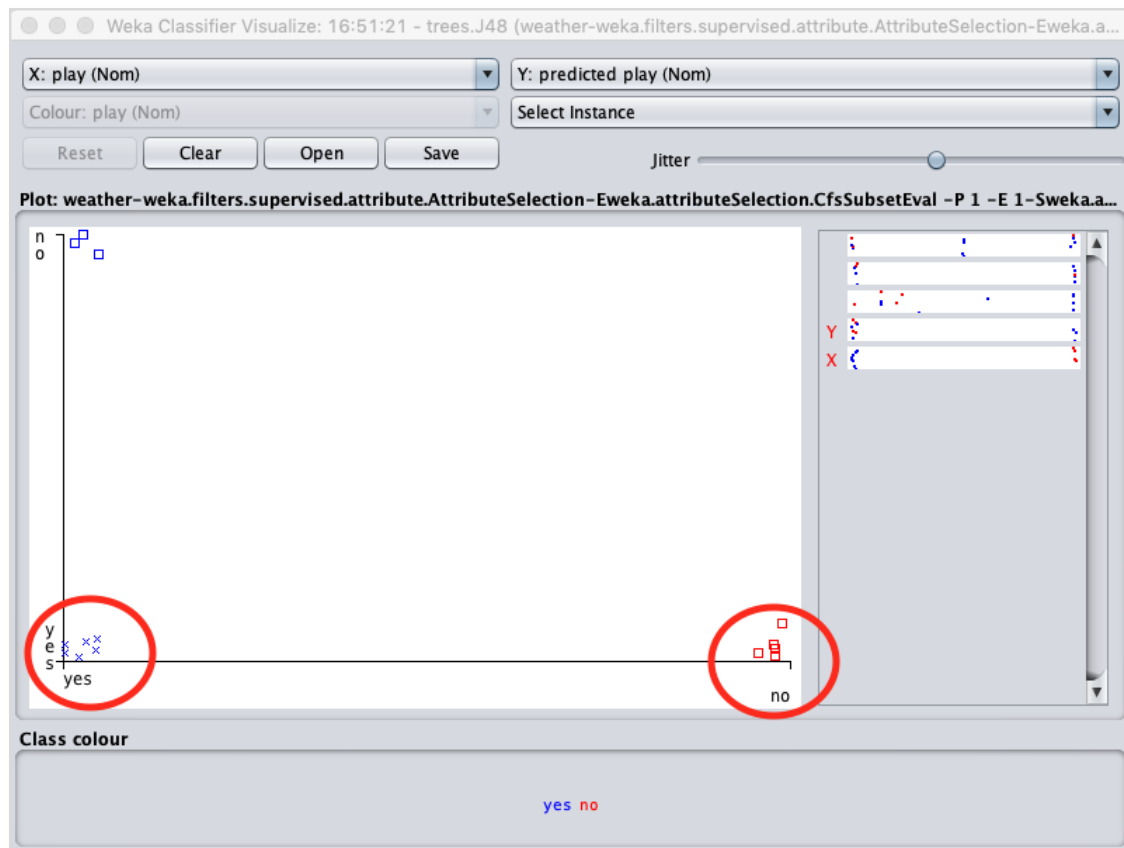 Weka Classifier Visualize: 16:51:21 - trees.J48 (weather-weka.filters.supervised.attribute.AttributeSelection-Eweka.a...
X: play (Nom)
Y: predicted play (Nom)
Colour: play (Nom)
Select Instance
Reset
Clear
Open
Save
Jitter
Plot: weather-weka.filters.supervised.attribute.AttributeSelection-Eweka.attributeSelection.CfsSubsetEval -P 1 -E 1-Sweka.a...
n
o
Y
X
y
e
s
yes
no
Class colour
yes no